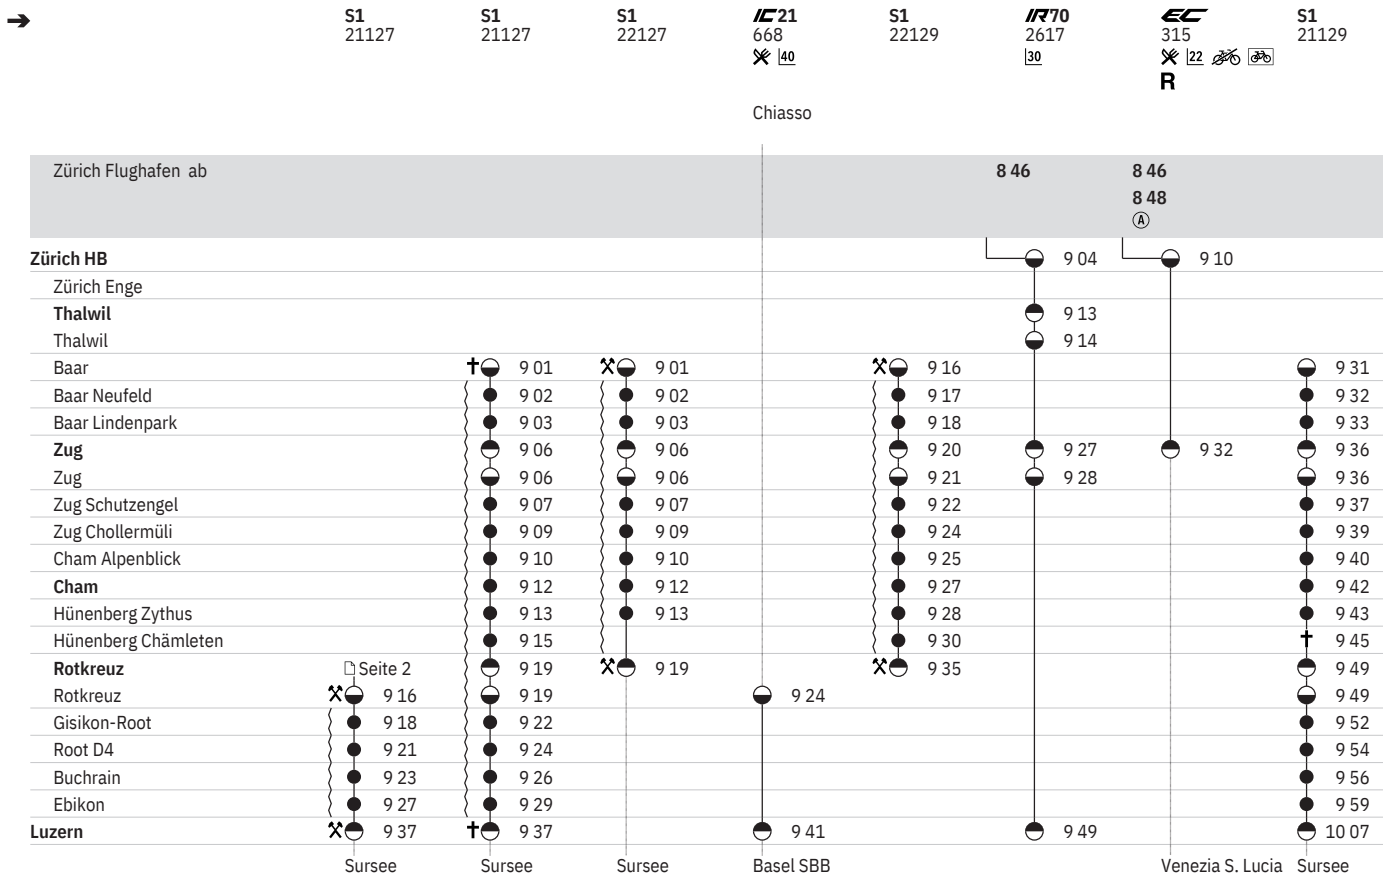 ➔ S1 S1 S1 IC21 S1 IR70 EC S1
21127 21127 22127 668 22129 2617 315 21129
40 30 22
R
Chiasso
Zürich Flughafen ab 8 46 8 46
8 48
A
Zürich HB 9 04 9 10
Zürich Enge
Thalwil 9 13
Thalwil 9 14
Baar † 9 01 9 01 9 16 9 31
Baar Neufeld 9 02 9 02 9 17 9 32
Baar Lindenpark 9 03 9 03 9 18 9 33
Zug 9 06 9 06 9 20 9 27 9 32 9 36
Zug 9 06 9 06 9 21 9 28 9 36
Zug Schutzengel 9 07 9 07 9 22 9 37
Zug Chollermüli 9 09 9 09 9 24 9 39
Cham Alpenblick 9 10 9 10 9 25 9 40
Cham 9 12 9 12 9 27 9 42
Hünenberg Zythus 9 13 9 13 9 28 9 43
Hünenberg Chämleten 9 15 9 30 † 9 45
Rotkreuz Seite 2 9 19 9 19 9 35 9 49
Rotkreuz 9 16 9 19 9 24 9 49
Gisikon-Root 9 18 9 22 9 52
Root D4 9 21 9 24 9 54
Buchrain 9 23 9 26 9 56
Ebikon 9 27 9 29 9 59
Luzern 9 37 † 9 37 9 41 9 49 10 07
Sursee Sursee Sursee Basel SBB Venezia S. Lucia Sursee